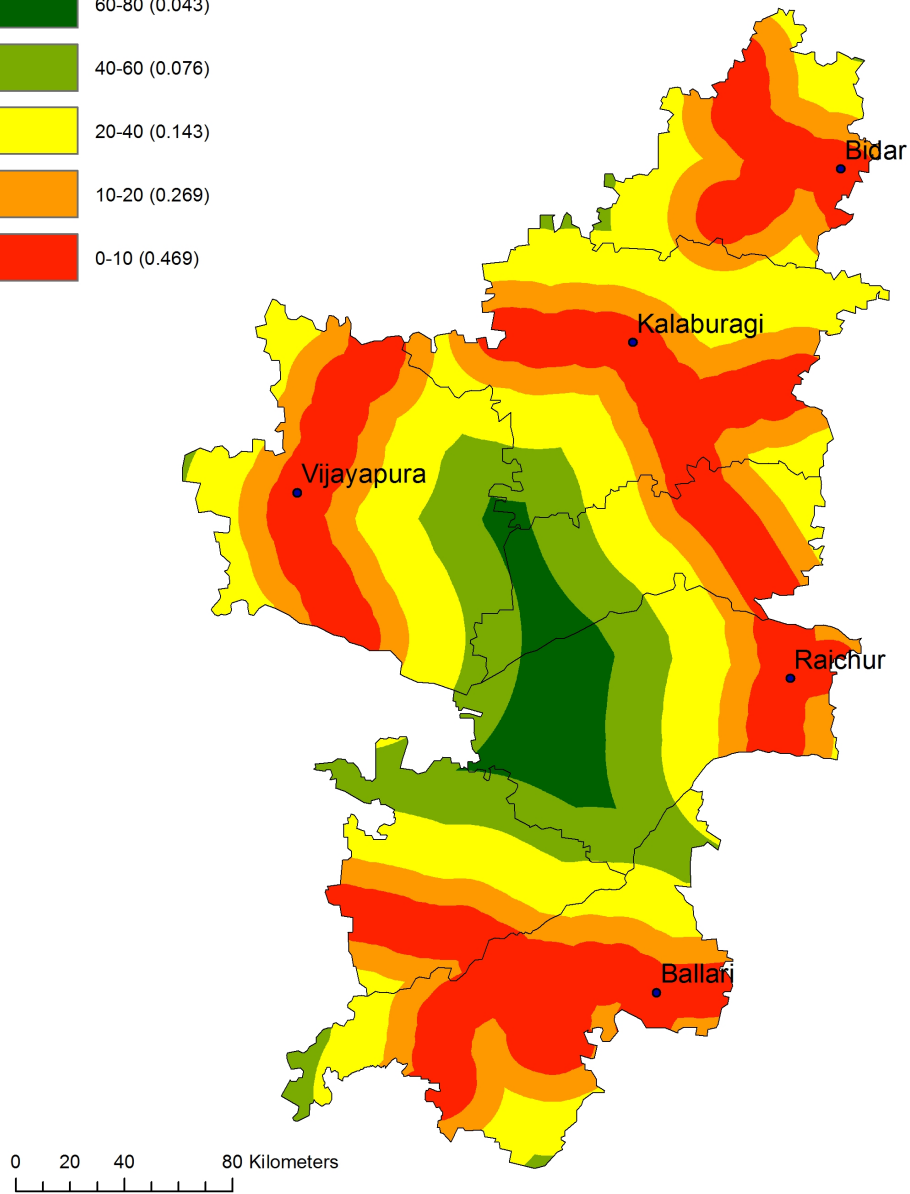 60-80 (0.043)
40-60 (0.076)
20-40 (0.143)
10-20 (0.269)
0-10 (0.469)
Bidar
Kalaburagi
Vijayapura
Raichur
Ballari
0 20 40 80 Kilometers